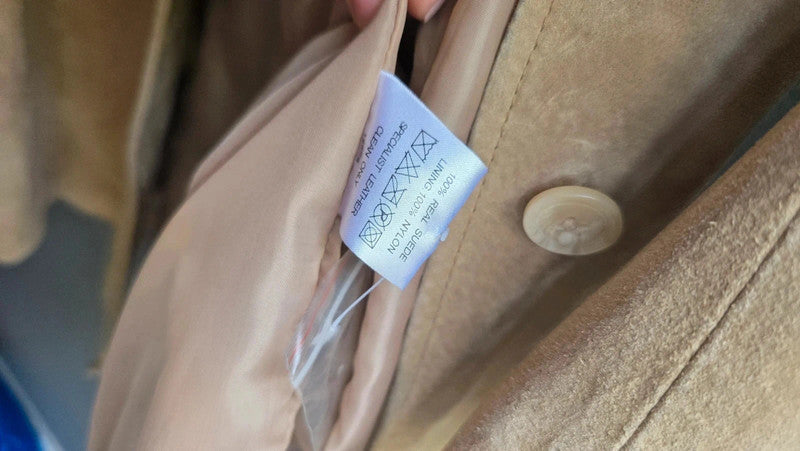 100% REAL SUEDE
LINING 100% NYLON
SPECIALIST LEATHER
CLEAN ONLY